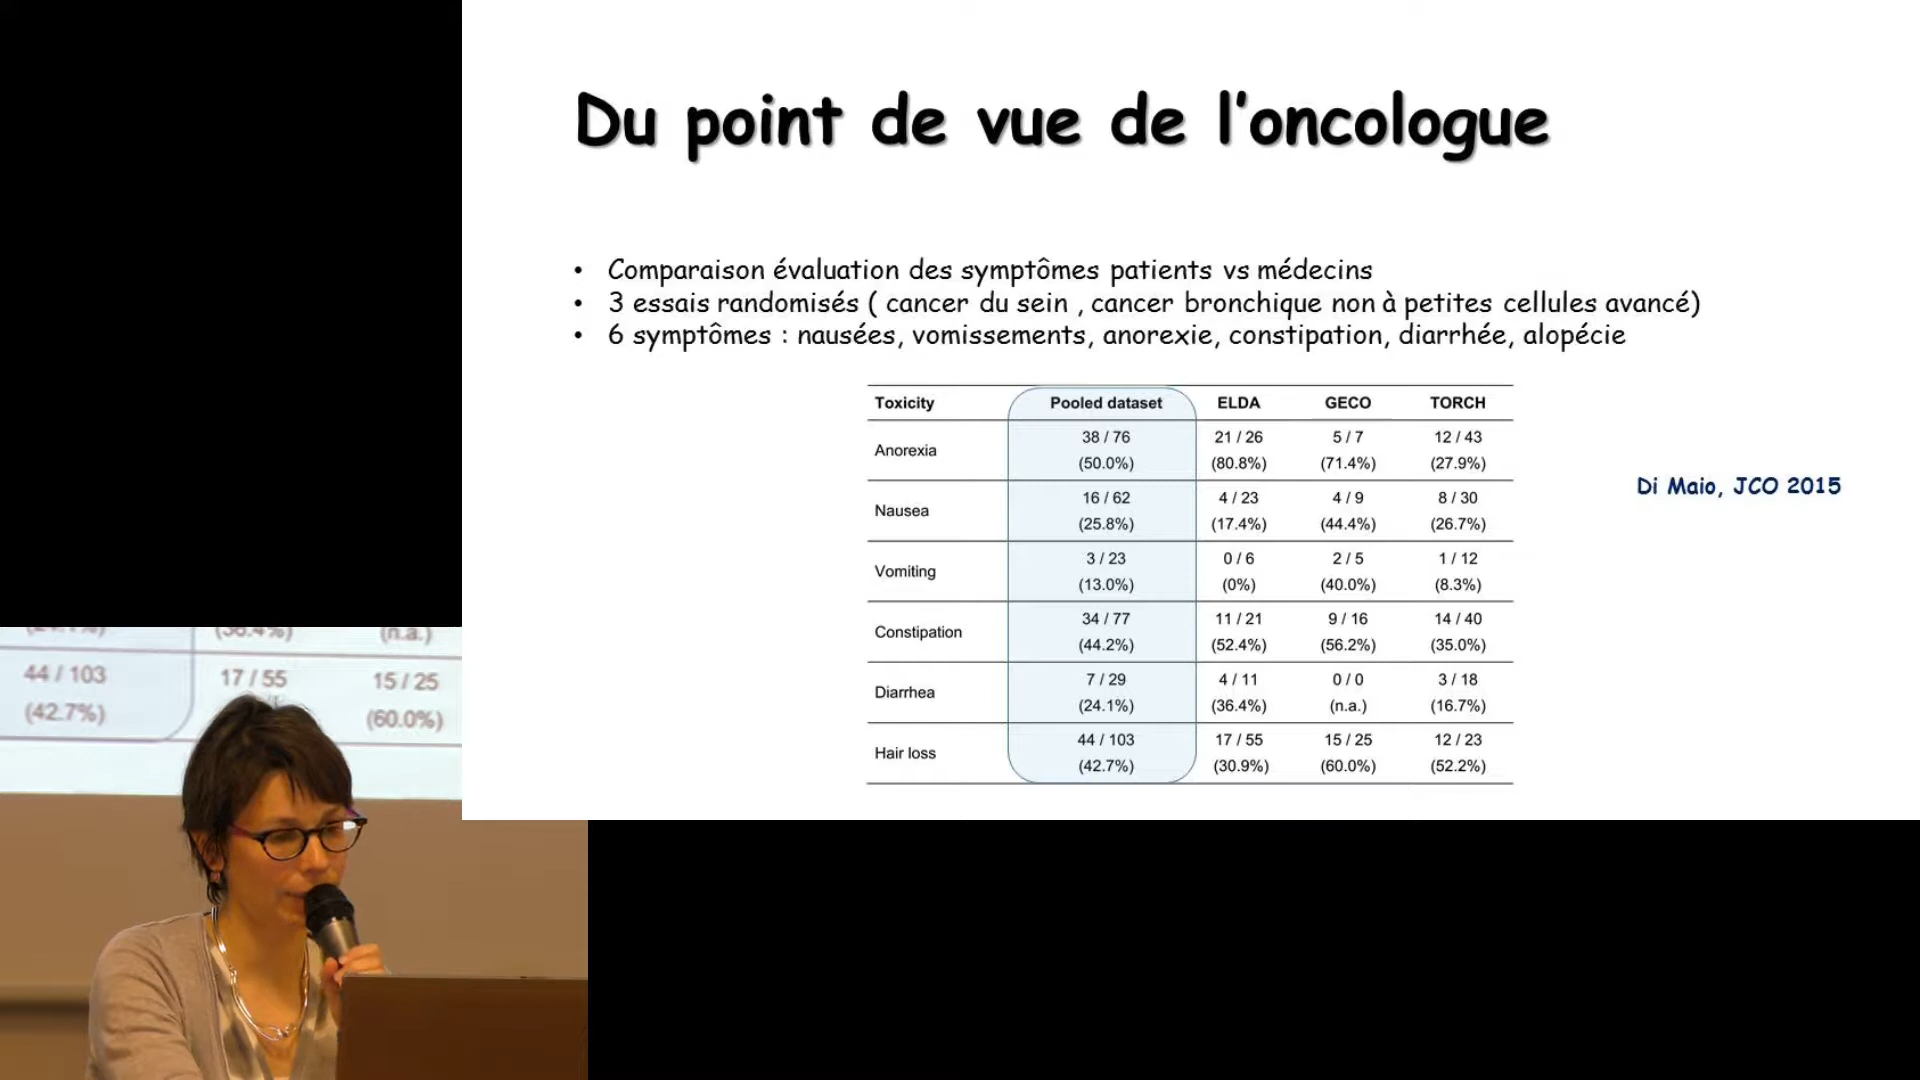 Du point de vue de l'oncologue
• Comparaison évaluation des symptômes patients vs médecins
• 3 essais randomisés ( cancer du sein , cancer bronchique non à petites cellules avancé)
• 6 symptômes : nausées, vomissements, anorexie, constipation, diarrhée, alopécie
Toxicity Pooled dataset ELDA GECO TORCH
38 / 76 21 / 26 5 / 7 12 / 43
Anorexia
(50.0%) (80.8%) (71.4%) (27.9%)
Di Maio, JCO 2015
16 / 62 4 / 23 4 / 9 8 / 30
Nausea
(25.8%) (17.4%) (44.4%) (26.7%)
3 / 23 0 / 6 2 / 5 1 / 12
Vomiting
(13.0%) (0%) (40.0%) (8.3%)
34 / 77 11 / 21 9 / 16 14 / 40
Constipation
(44.2%) (52.4%) (56.2%) (35.0%)
7 / 29 4 / 11 0 / 0 3 / 18
Diarrhea
(24.1%) (36.4%) (n.a.) (16.7%)
44 / 103 17 / 55 15 / 25 12 / 23
Hair loss
(42.7%) (30.9%) (60.0%) (52.2%)
(36.4%) (n.a.)
44 / 103 17 / 55 15 / 25
(42.7%) (60.0%)